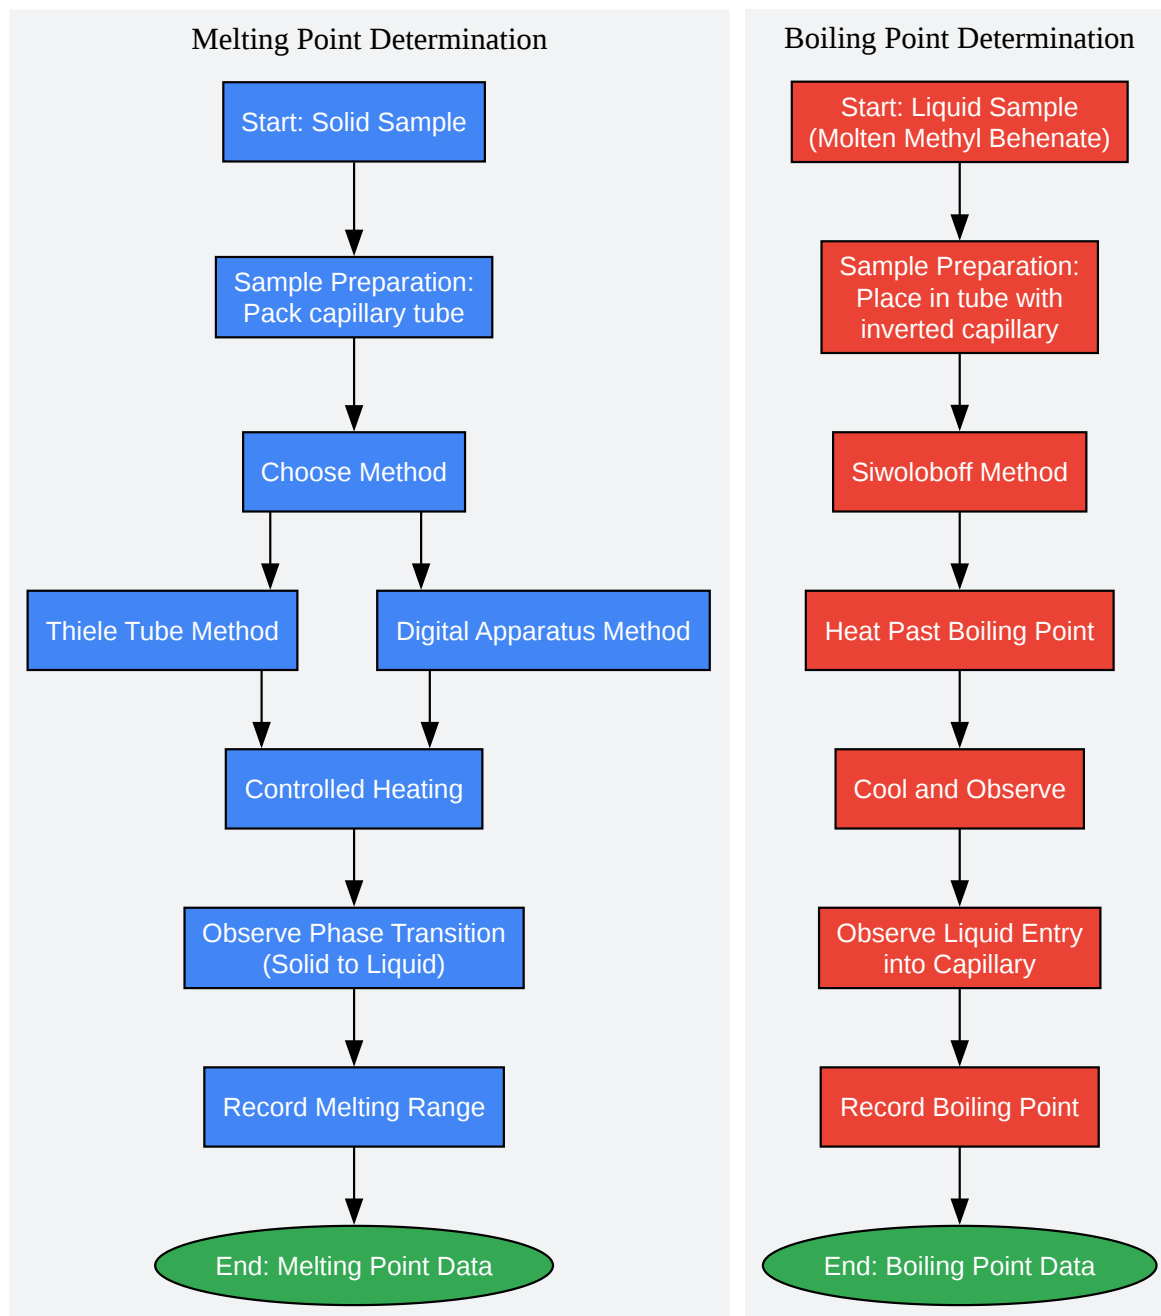 Melting Point Determination
Start: Solid Sample
Sample Preparation:
Pack capillary tube
Choose Method
Thiele Tube Method
Digital Apparatus Method
Controlled Heating
Observe Phase Transition
(Solid to Liquid)
Record Melting Range
End: Melting Point Data
Boiling Point Determination
Start: Liquid Sample
(Molten Methyl Behenate)
Sample Preparation:
Place in tube with
inverted capillary
Siwoloboff Method
Heat Past Boiling Point
Cool and Observe
Observe Liquid Entry
into Capillary
Record Boiling Point
End: Boiling Point Data